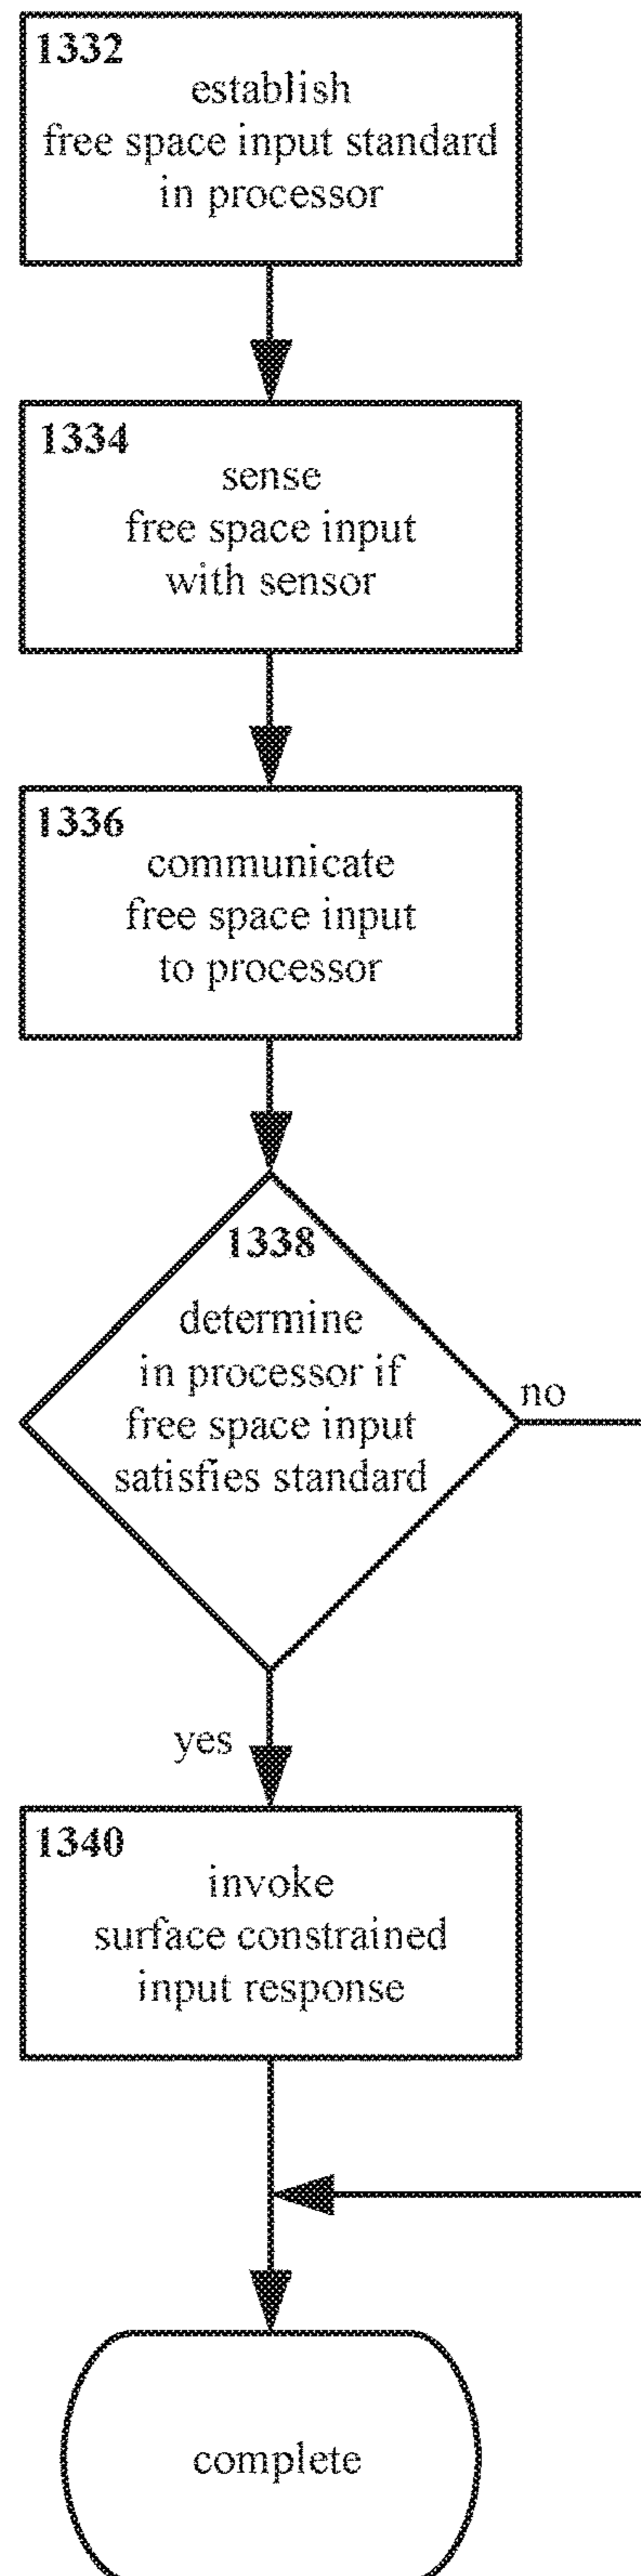 1332
establish
free space input standard
in processor
1334
sense
free space input
with sensor
1336
communicate
free space input
to processor
1338
determine
in processor if
free space input
satisfies standard
no
yes
1340
invoke
surface constrained
input response
complete